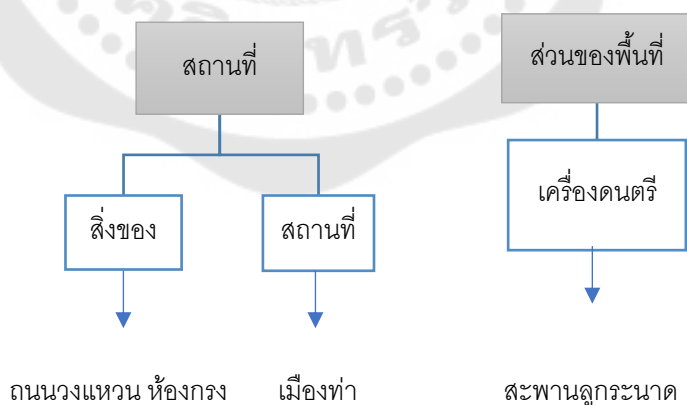 สถานที่
ส่วนของพื้นที่
สิ่งของ
สถานที่
เครื่องดนตรี
ถนนวงแหวน ห้องกรง
เมืองท่า
สะพานลูกระนาด